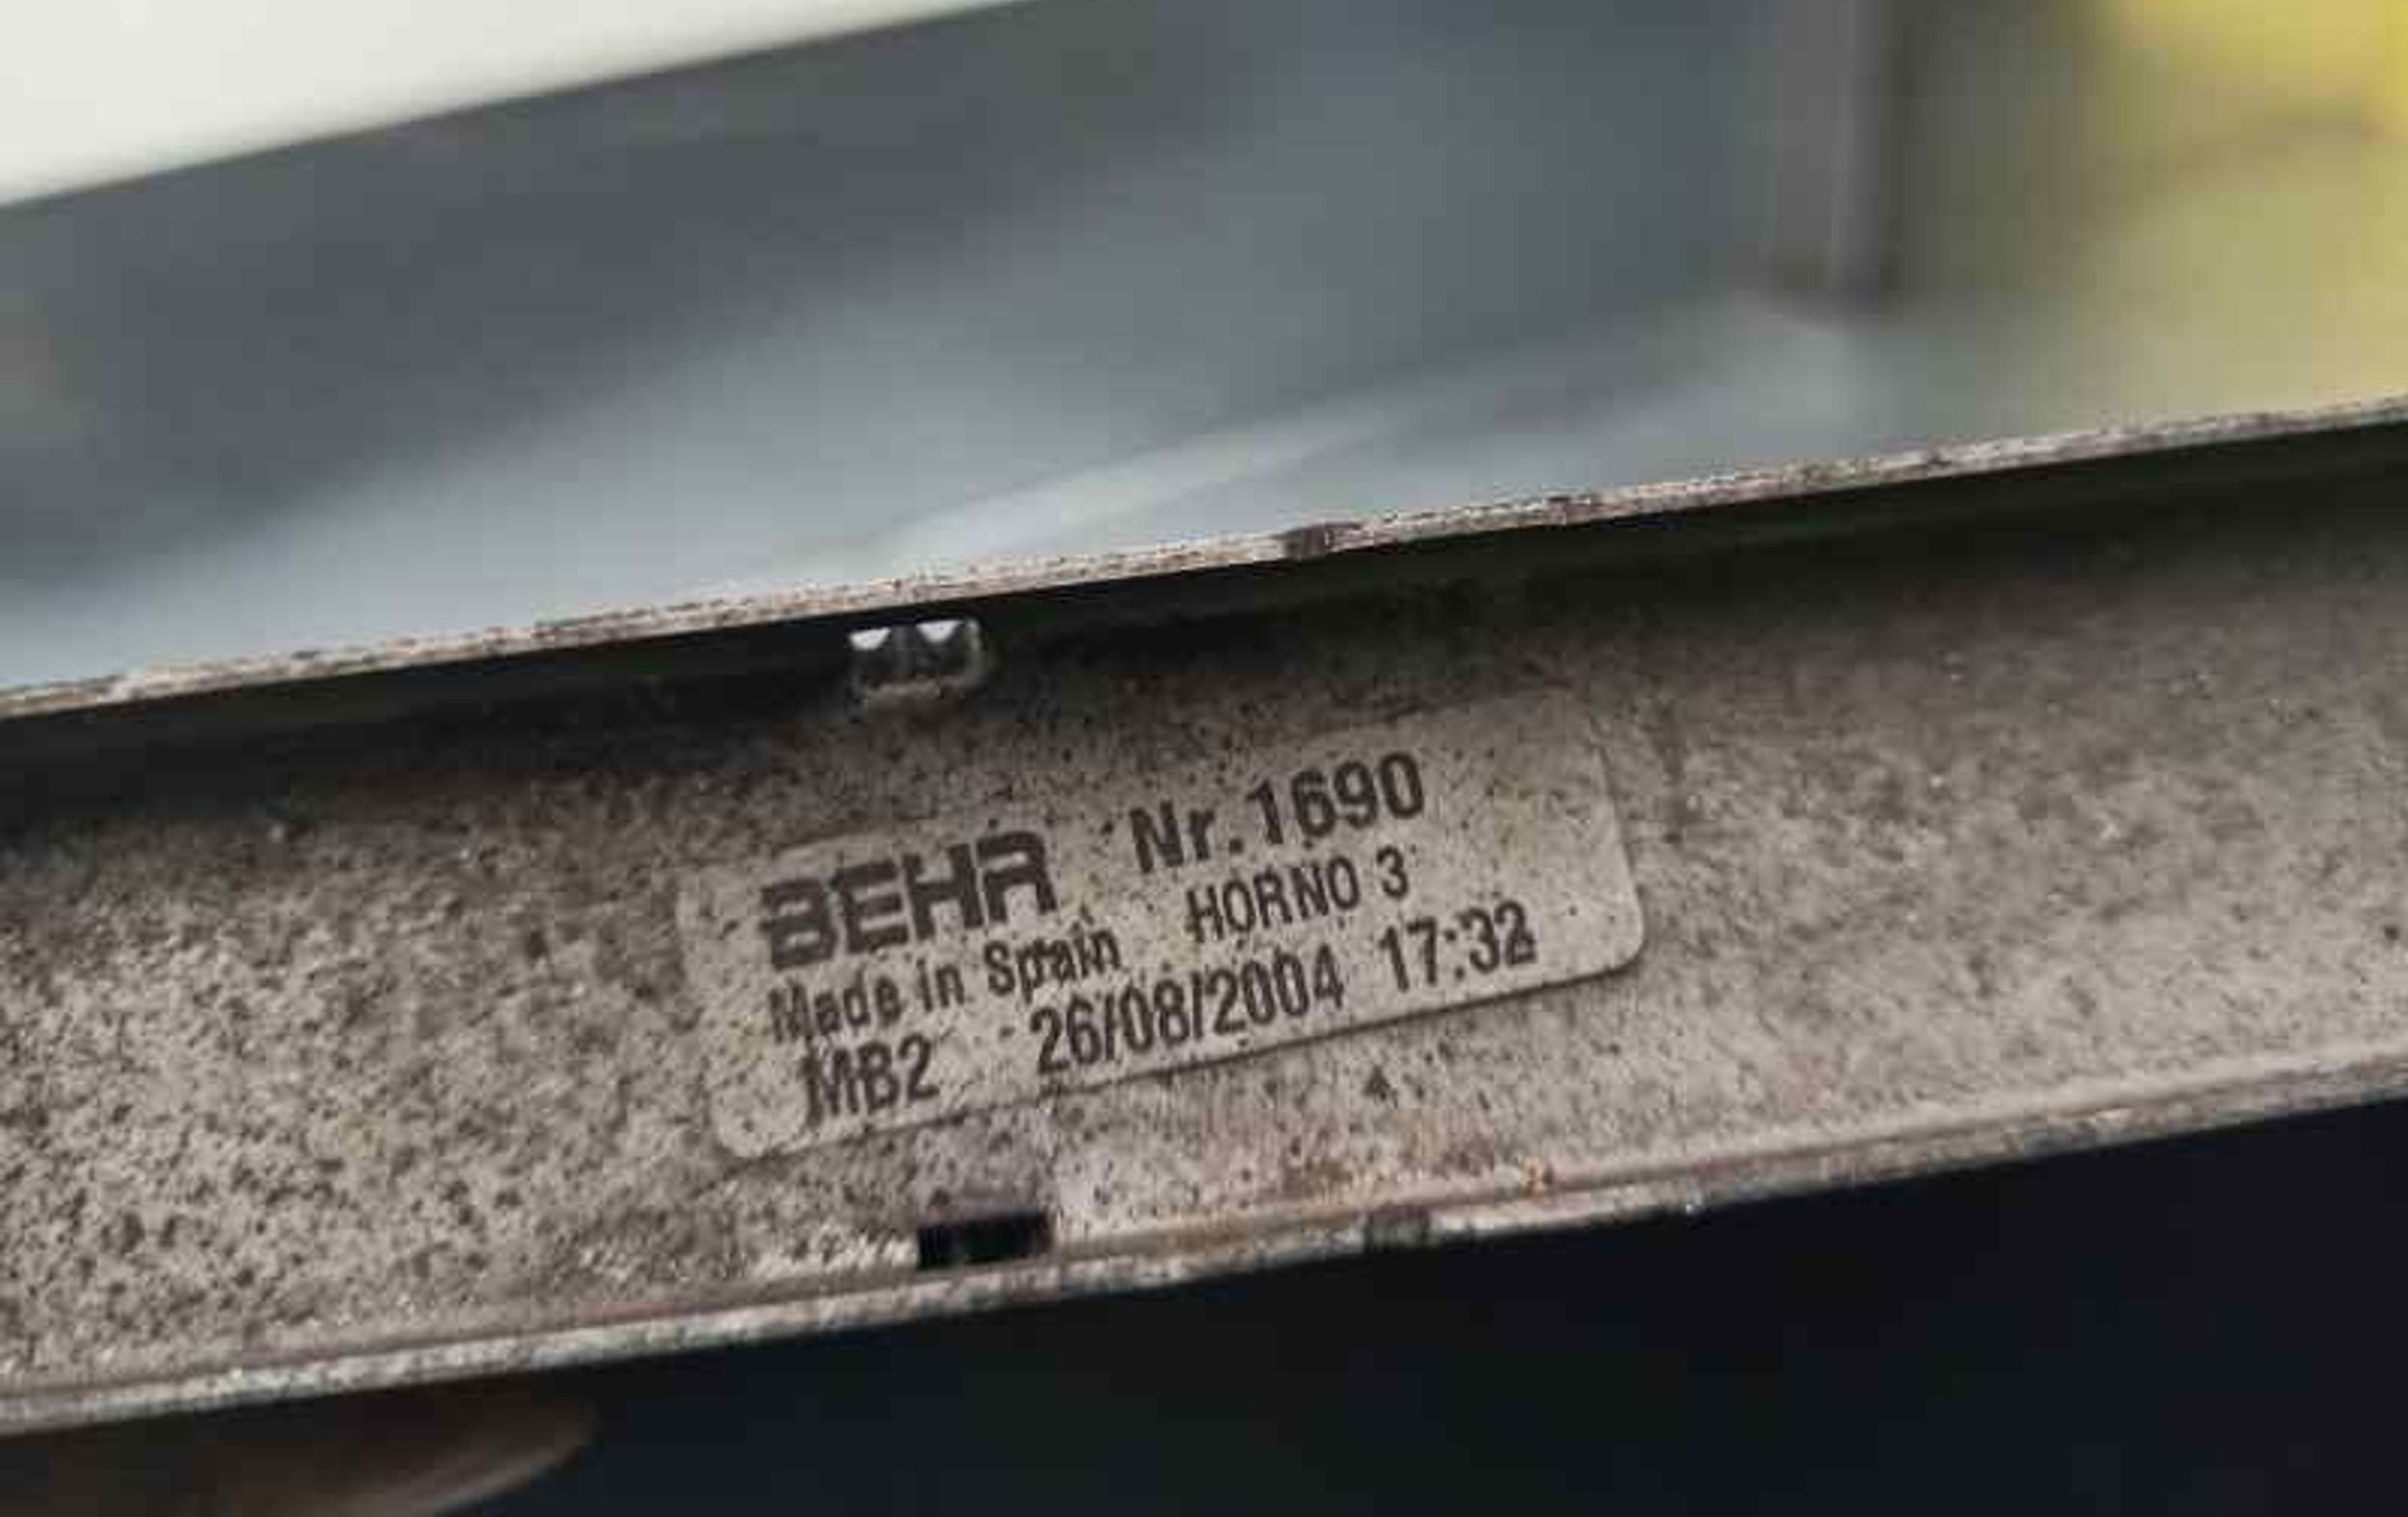 BEHR Nr.1690
Made in Spain HORNO 3
MB2 26/08/2004 17:32